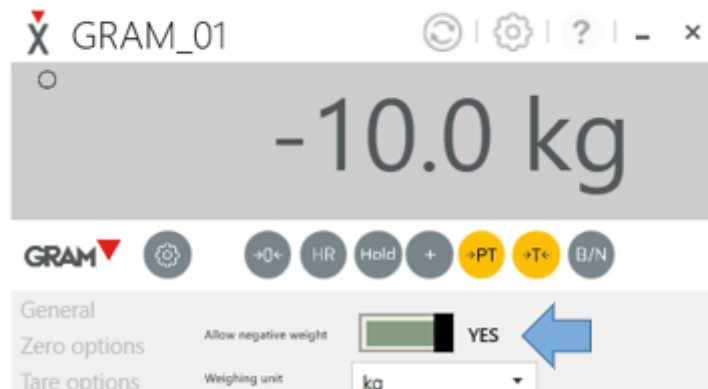 GRAM_01 ?
-10.0 kg
GRAM →0← HR Hold + →PT →T← B/N
General
Allow negative weight YES
Zero options
Weighing unit kg
Tare options